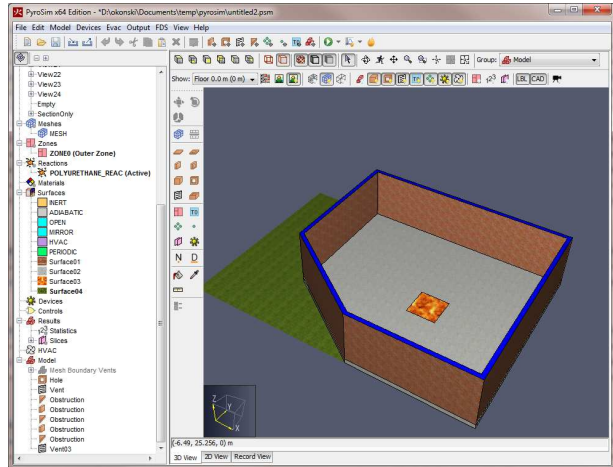 PyroSim x64 Edition - *D:\okonski\Documents\temp\pyrosim\untitled2.psm
File Edit Model Devices Evac Output FDS View Help
Group: Model
Show: Floor 0.0 m (0 m)
LBL CAD
View22
View23
View24
Empty
SectionOnly
Meshes
MESH
Zones
ZONE0 (Outer Zone)
Reactions
POLYURETHANE_REAC (Active)
Materials
Surfaces
INERT
ADIABATIC
OPEN
MIRROR
HVAC
PERIODIC
Surface01
Surface02
Surface03
Surface04
Devices
Controls
Results
Statistics
Slices
HVAC
Model
Mesh Boundary Vents
Hole
Vent
Obstruction
Obstruction
Obstruction
Obstruction
Obstruction
Vent03
N D
Z Y X
(-6.49, 25.256, 0) m
3D View 2D View Record View